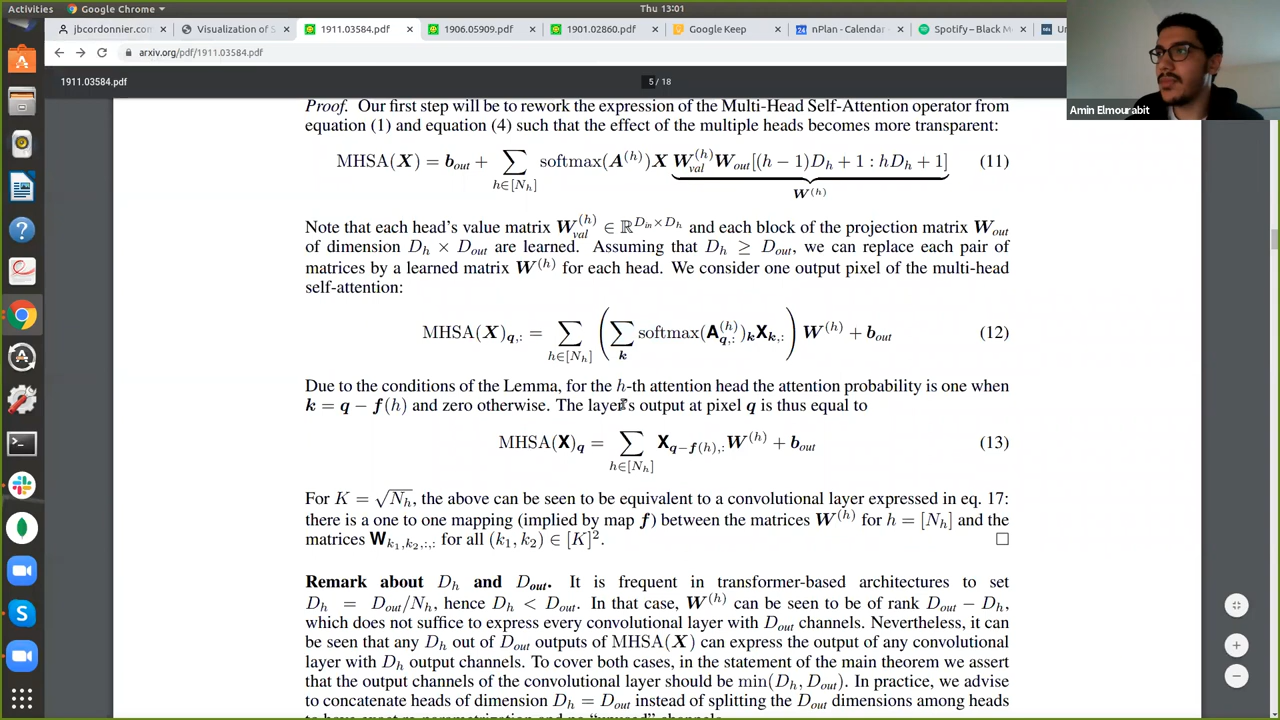 Activities Google Chrome Thu 13∶01
jbcordonnier.com Visualization of S 1911.03584.pdf 1906.05909.pdf 1901.02860.pdf Google Keep nPlan - Calendar Spotify – Black M
arxiv.org/pdf/1911.03584.pdf
1911.03584.pdf 5 / 18
Amin Elmourabit
Proof. Our first step will be to rework the expression of the Multi-Head Self-Attention operator from
equation (1) and equation (4) such that the effect of the multiple heads becomes more transparent:
MHSA(X) = b_out + ∑_{h∈[N_h]} softmax(A^(h))X W_val^(h) W_out[(h − 1)D_h + 1 : hD_h + 1] (11)
W^(h)
Note that each head's value matrix W_val^(h) ∈ ℝ^{D_in×D_h} and each block of the projection matrix W_out
of dimension D_h × D_out are learned. Assuming that D_h ≥ D_out, we can replace each pair of
matrices by a learned matrix W^(h) for each head. We consider one output pixel of the multi-head
self-attention:
MHSA(X)_{q,:} = ∑_{h∈[N_h]} (∑_k softmax(A_{q,:}^(h))_k X_{k,:}) W^(h) + b_out (12)
Due to the conditions of the Lemma, for the h-th attention head the attention probability is one when
k = q − f(h) and zero otherwise. The layer's output at pixel q is thus equal to
MHSA(X)_q = ∑_{h∈[N_h]} X_{q−f(h),:} W^(h) + b_out (13)
For K = √N_h, the above can be seen to be equivalent to a convolutional layer expressed in eq. 17:
there is a one to one mapping (implied by map f) between the matrices W^(h) for h = [N_h] and the
matrices W_{k₁,k₂,:,:} for all (k₁, k₂) ∈ [K]². □
Remark about D_h and D_out. It is frequent in transformer-based architectures to set
D_h = D_out/N_h, hence D_h < D_out. In that case, W^(h) can be seen to be of rank D_out − D_h,
which does not suffice to express every convolutional layer with D_out channels. Nevertheless, it can
be seen that any D_h out of D_out outputs of MHSA(X) can express the output of any convolutional
layer with D_h output channels. To cover both cases, in the statement of the main theorem we assert
that the output channels of the convolutional layer should be min(D_h, D_out). In practice, we advise
to concatenate heads of dimension D_h = D_out instead of splitting the D_out dimensions among heads